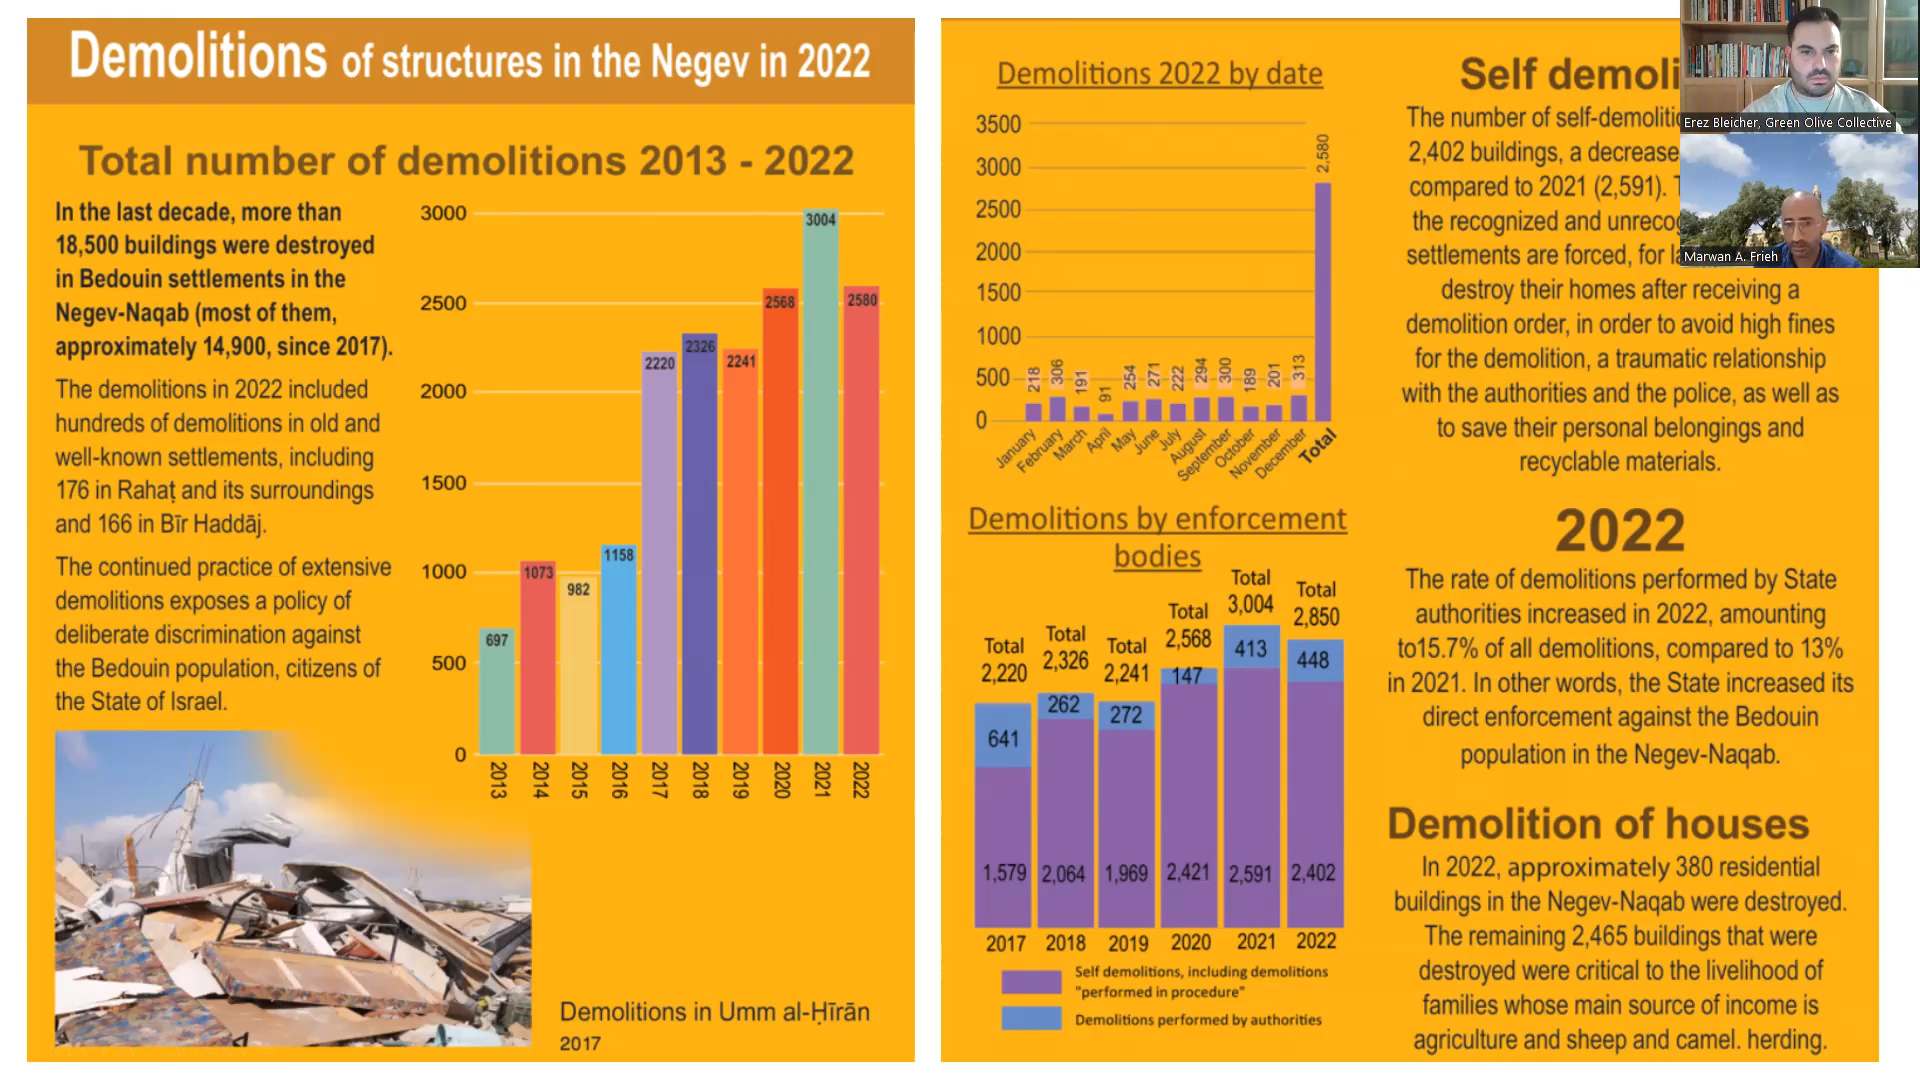 Demolitions of structures in the Negev in 2022
Total number of demolitions 2013 - 2022
In the last decade, more than
18,500 buildings were destroyed
in Bedouin settlements in the
Negev-Naqab (most of them,
approximately 14,900, since 2017).
The demolitions in 2022 included
hundreds of demolitions in old and
well-known settlements, including
176 in Rahaṭ and its surroundings
and 166 in Bīr Haddāj.
The continued practice of extensive
demolitions exposes a policy of
deliberate discrimination against
the Bedouin population, citizens of
the State of Israel.
3000
2500
2000
1500
1000
500
0
697
1073
982
1158
2220
2326
2241
2568
3004
2580
2013
2014
2015
2016
2017
2018
2019
2020
2021
2022
Demolitions in Umm al-Ḥīrān
2017
Demolitions 2022 by date
3500
3000
2500
2000
1500
1000
500
0
218
306
191
91
254
271
222
294
300
189
201
313
2,580
January
February
March
April
May
June
July
August
September
October
November
December
Total
Demolitions by enforcement
bodies
Total
2,220
Total
2,326
Total
2,241
Total
2,568
Total
3,004
Total
2,850
641
262
272
147
413
448
1,579
2,064
1,969
2,421
2,591
2,402
2017
2018
2019
2020
2021
2022
Self demolitions, including demolitions
"performed in procedure"
Demolitions performed by authorities
Self demoli
The number of self-demolitio
2,402 buildings, a decrease
compared to 2021 (2,591).
the recognized and unrecog
settlements are forced, for la
destroy their homes after receiving a
demolition order, in order to avoid high fines
for the demolition, a traumatic relationship
with the authorities and the police, as well as
to save their personal belongings and
recyclable materials.
2022
The rate of demolitions performed by State
authorities increased in 2022, amounting
to15.7% of all demolitions, compared to 13%
in 2021. In other words, the State increased its
direct enforcement against the Bedouin
population in the Negev-Naqab.
Demolition of houses
In 2022, approximately 380 residential
buildings in the Negev-Naqab were destroyed.
The remaining 2,465 buildings that were
destroyed were critical to the livelihood of
families whose main source of income is
agriculture and sheep and camel. herding.
Erez Bleicher, Green Olive Collective
Marwan A. Frieh